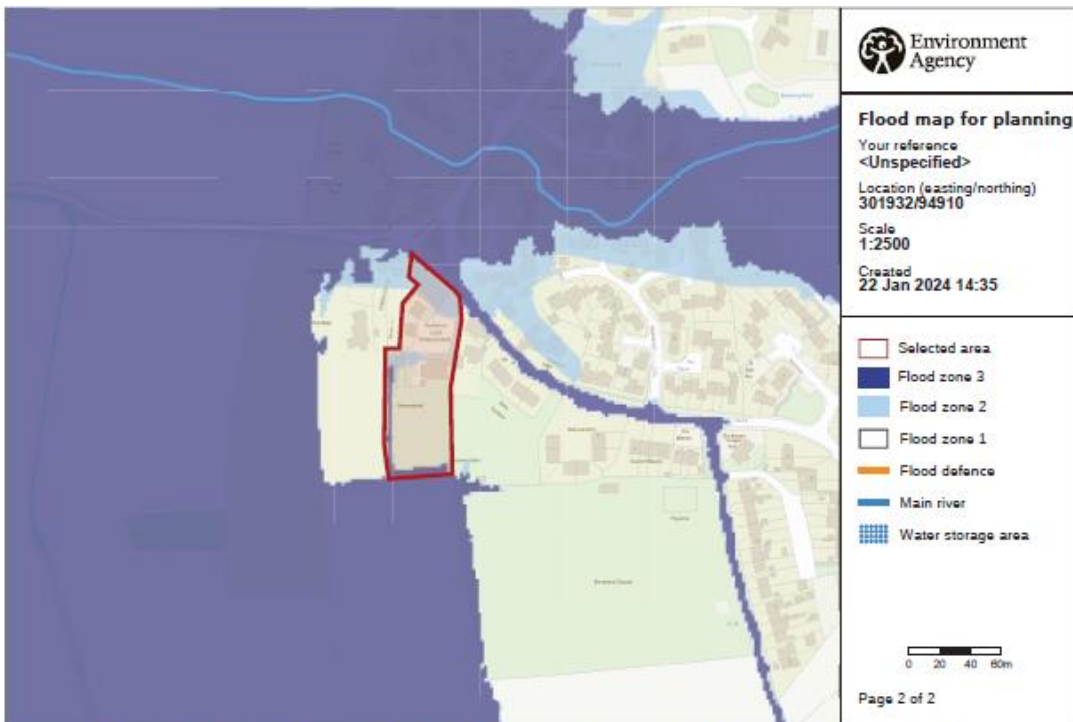 Environment
Agency
Flood map for planning
Your reference
<Unspecified>
Location (easting/northing)
301932/94910
Scale
1:2500
Created
22 Jan 2024 14:35
Selected area
Flood zone 3
Flood zone 2
Flood zone 1
Flood defence
Main river
Water storage area
0 20 40 60m
Page 2 of 2